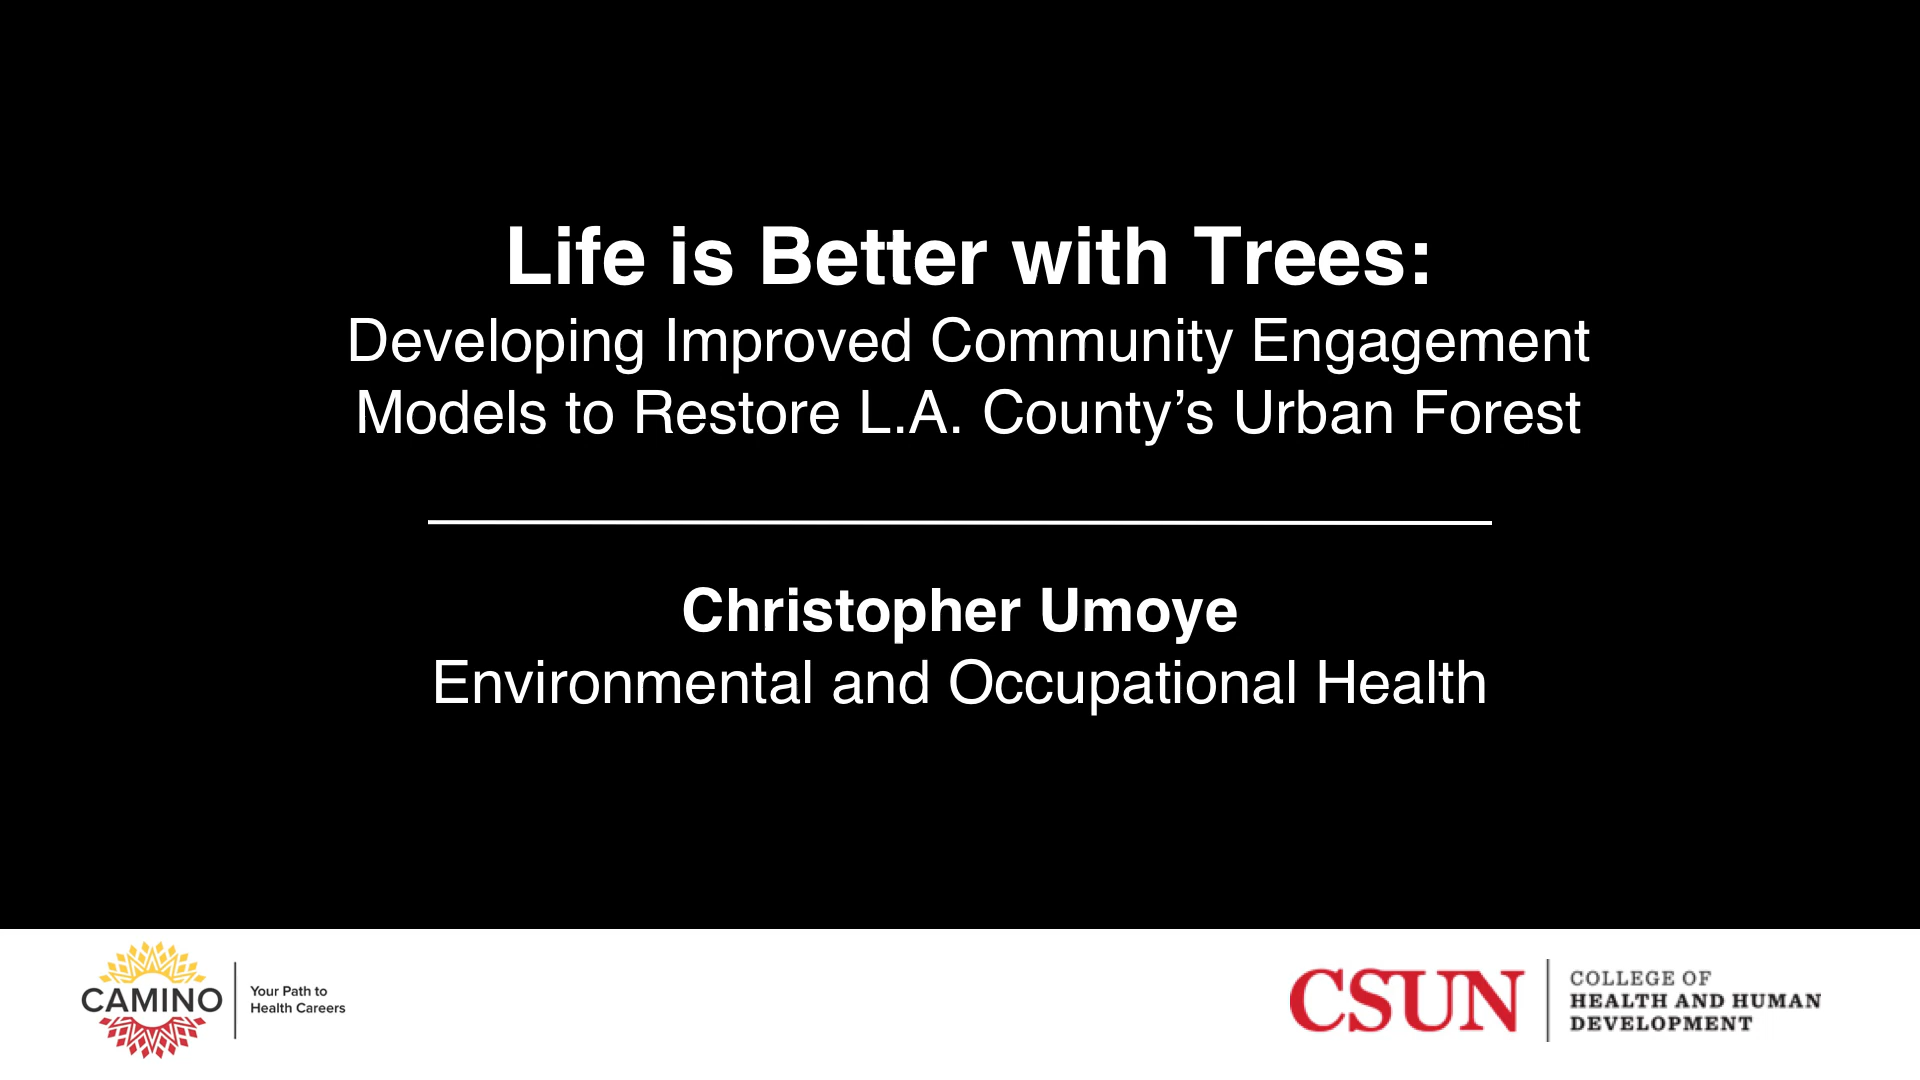 Life is Better with Trees:
Developing Improved Community Engagement
Models to Restore L.A. County’s Urban Forest
Christopher Umoye
Environmental and Occupational Health
CAMINO
Your Path to
Health Careers
CSUN
COLLEGE OF
HEALTH AND HUMAN
DEVELOPMENT